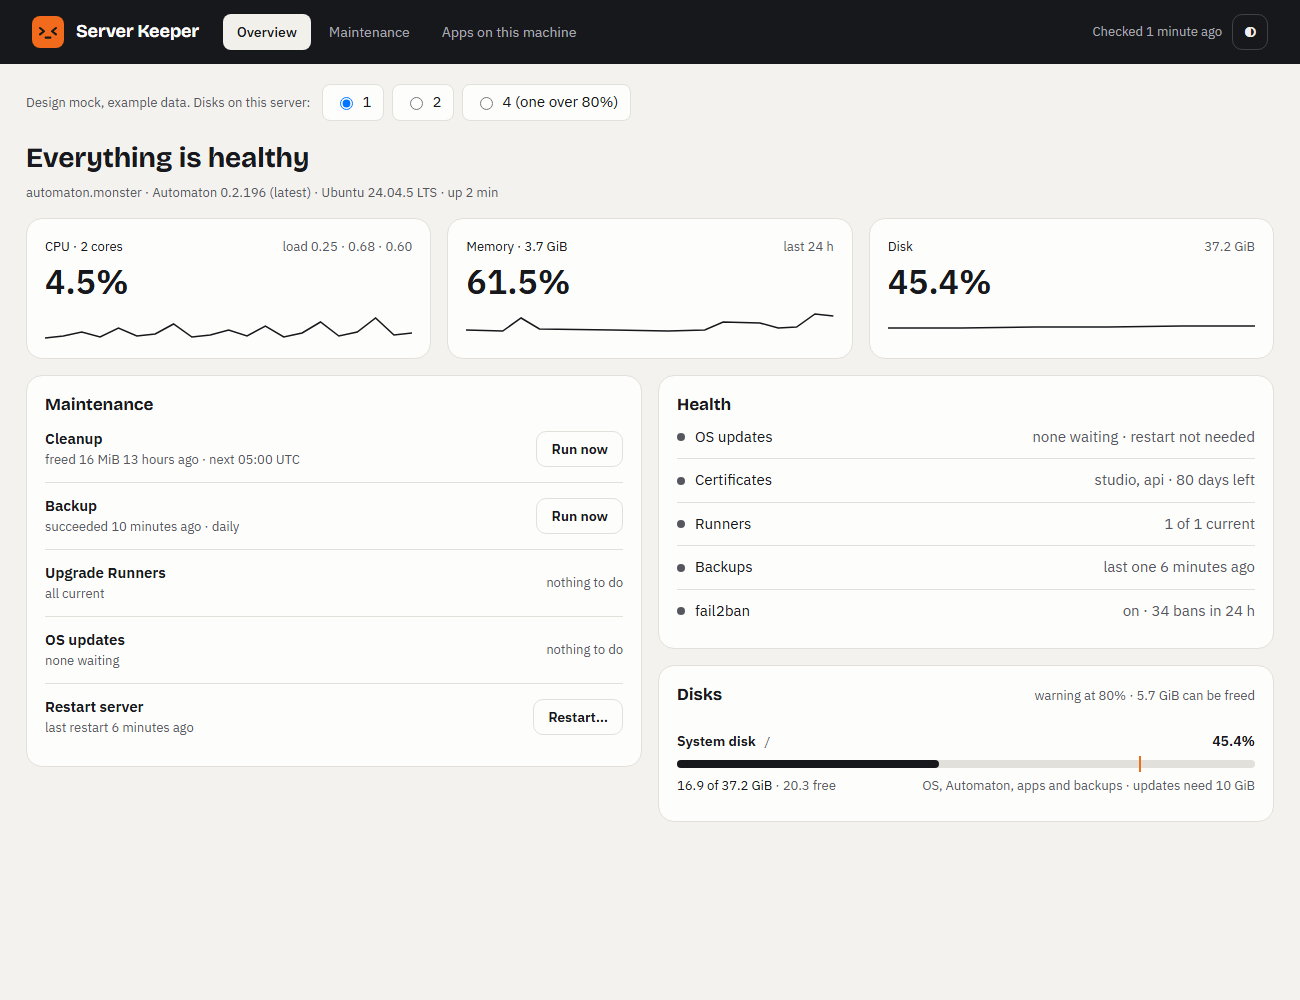 Server Keeper
Overview
Maintenance
Apps on this machine
Checked 1 minute ago
Design mock, example data. Disks on this server:
1
2
4 (one over 80%)
Everything is healthy
automaton.monster · Automaton 0.2.196 (latest) · Ubuntu 24.04.5 LTS · up 2 min
CPU · 2 cores
load 0.25 · 0.68 · 0.60
4.5%
Memory · 3.7 GiB
last 24 h
61.5%
Disk
37.2 GiB
45.4%
Maintenance
Cleanup
freed 16 MiB 13 hours ago · next 05:00 UTC
Run now
Backup
succeeded 10 minutes ago · daily
Run now
Upgrade Runners
all current
nothing to do
OS updates
none waiting
nothing to do
Restart server
last restart 6 minutes ago
Restart...
Health
OS updates
none waiting · restart not needed
Certificates
studio, api · 80 days left
Runners
1 of 1 current
Backups
last one 6 minutes ago
fail2ban
on · 34 bans in 24 h
Disks
warning at 80% · 5.7 GiB can be freed
System disk /
45.4%
16.9 of 37.2 GiB · 20.3 free
OS, Automaton, apps and backups · updates need 10 GiB